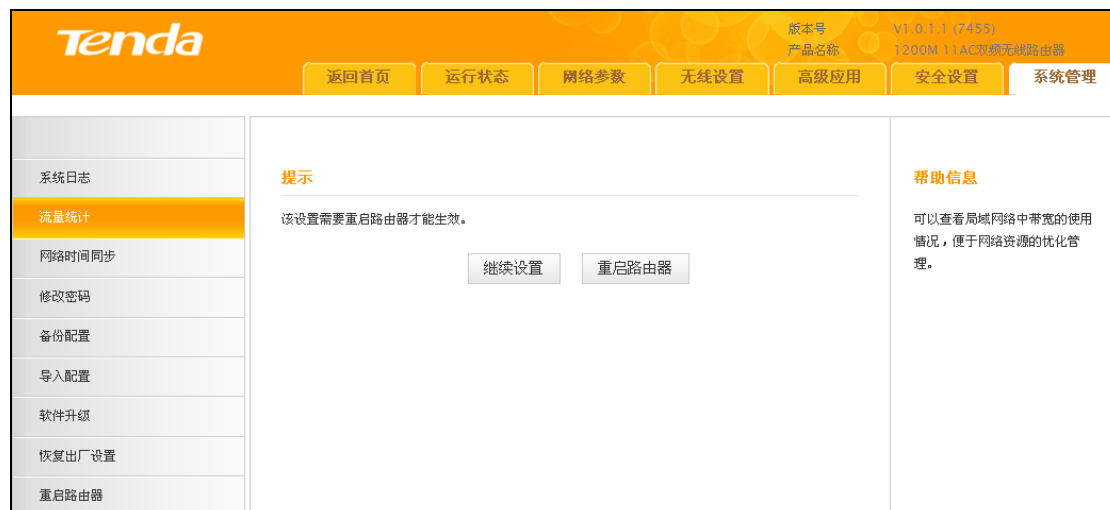 Tenda
版本号 V1.0.1.1 (7455)
产品名称 1200M 11AC双频无线路由器
返回首页 运行状态 网络参数 无线设置 高级应用 安全设置 系统管理
系统日志
流量统计
网络时间同步
修改密码
备份配置
导入配置
软件升级
恢复出厂设置
重启路由器
提示
该设置需要重启路由器才能生效。
继续设置 重启路由器
帮助信息
可以查看局域网络中带宽的使用
情况，便于网络资源的优化管
理。